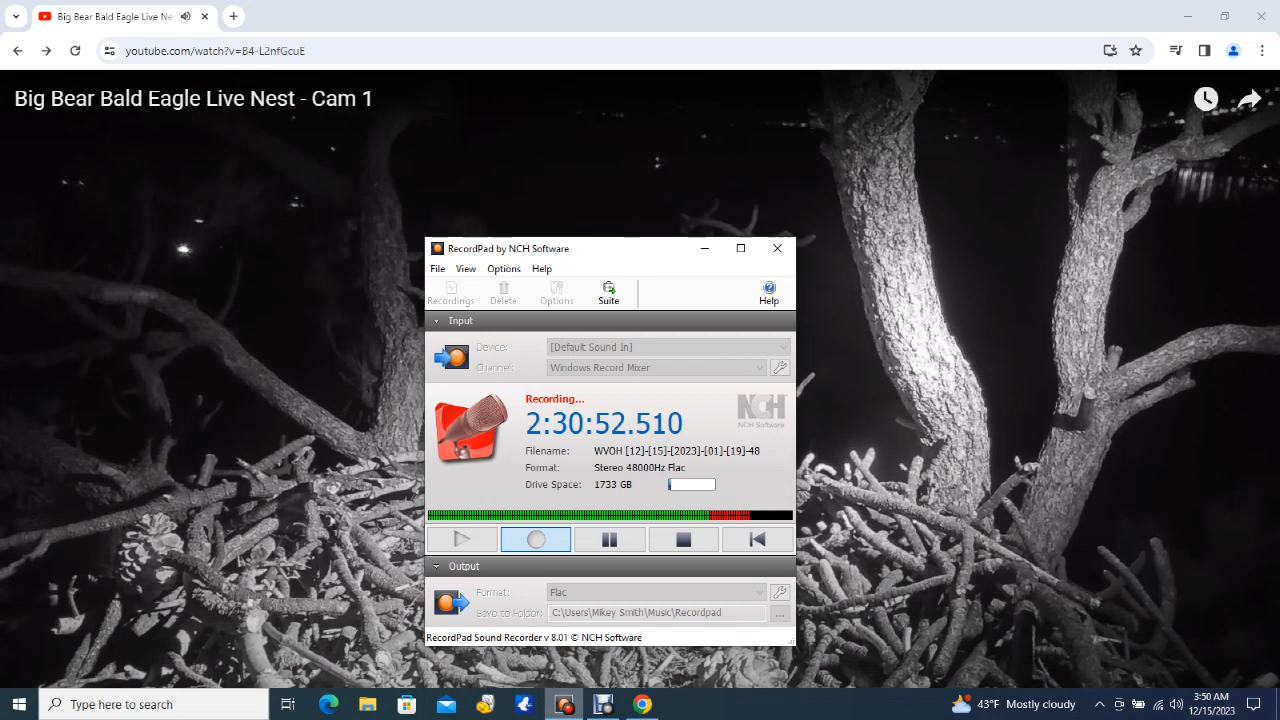 Big Bear Bald Eagle Live Ne
youtube.com/watch?v=B4-L2nfGcuE
Big Bear Bald Eagle Live Nest - Cam 1
RecordPad by NCH Software
File View Options Help
Recordings Delete Options Suite Help
Input
Device: [Default Sound In]
Channel: Windows Record Mixer
Recording...
2:30:52.510
NCH
NCH Software
Filename: WVOH [12]-[15]-[2023]-[01]-[19]-48
Format: Stereo 48000Hz Flac
Drive Space: 1733 GB
Output
Format: Flac
Save to Folder: C:\Users\Mikey Smith\Music\Recordpad ...
RecordPad Sound Recorder v 8.01 © NCH Software
Type here to search
43°F Mostly cloudy
3:50 AM
12/15/2023